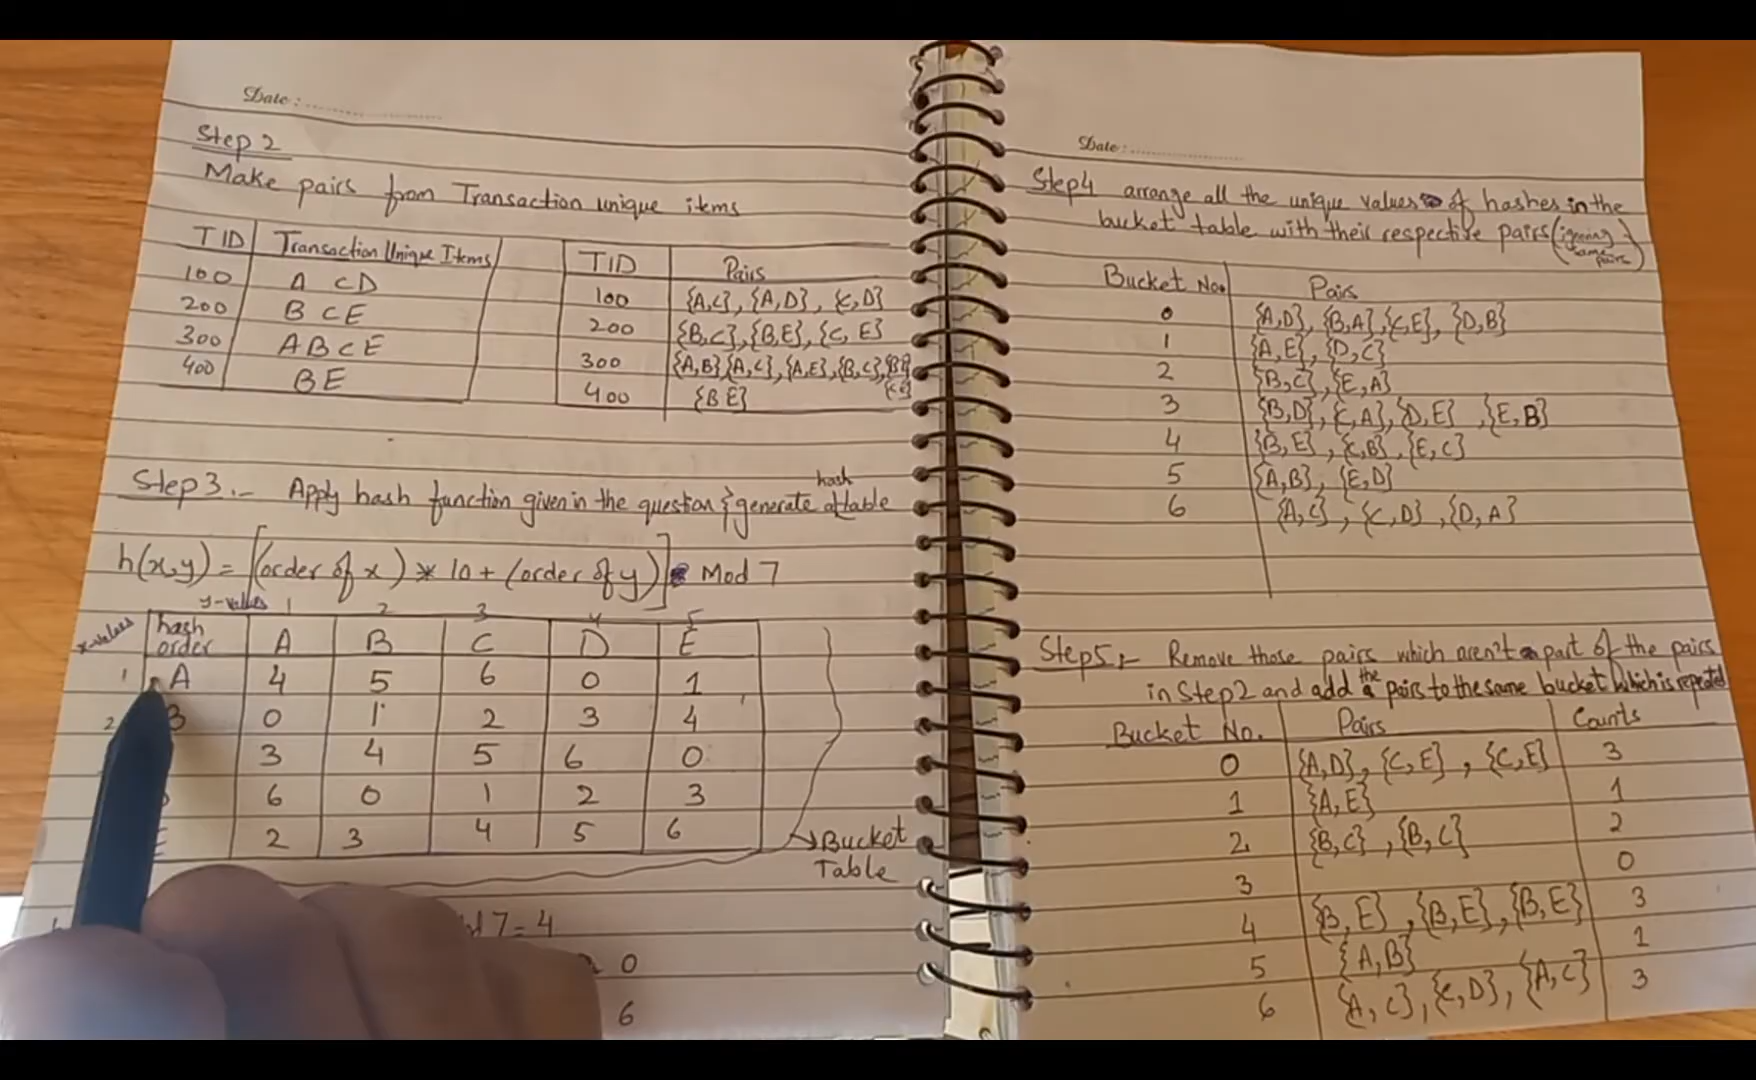 Date :
Step 2
Make pairs from Transaction unique items
TID Transaction Unique Items
100 A CD
200 B CE
300 ABCE
400 BE
TID Pairs
100 {A,C}, {A,D}, {C,D}
200 {B,C},{B,E},{C,E}
300 {A,B}{A,C},{A,E},{B,C},{B,E}
{C,E}
400 {B E}
Step 3.- Apply hash function given in the question & generate hash table
h(x,y) = [(order of x) * 10 + (order of y)] Mod 7
y-values 1 2 3 4 5
x-values
hash order A B C D E
1 A 4 5 6 0 1
2 B 0 1 2 3 4
3 4 5 6 0
6 0 1 2 3
E 2 3 4 5 6
→Bucket
Table
7 = 4
0
6
Date :
Step4 arrange all the unique values of hashes in the
bucket table with their respective pairs (ignoring same pairs)
Bucket No. Pairs
0 {A,D}, {B,A},{C,E}, {D,B}
1 {A,E}, {D,C}
2 {B,C},{E,A}
3 {B,D}, {C,A},{D,E} ,{E,B}
4 {B,E}, {C,B},{E,C}
5 {A,B}, {E,D}
6 {A,C}, {C,D},{D,A}
Step5:- Remove those pairs which aren't a part of the pairs
in Step2 and add the pairs to the same bucket which is repeated
Bucket No. Pairs Counts
0 {A,D}, {C,E} , {C,E} 3
1 {A,E} 1
2 {B,C} ,{B,C} 2
3 0
4 {B,E} ,{B,E},{B,E} 3
5 {A,B} 1
6 {A,C},{C,D},{A,C} 3